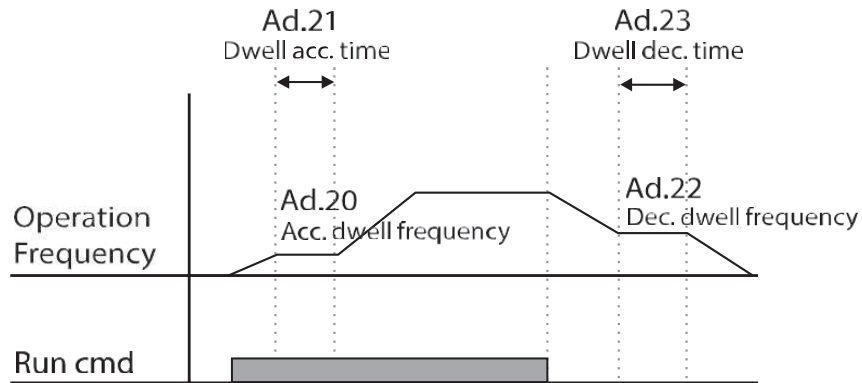 Ad.21
Dwell acc. time
Ad.23
Dwell dec. time
Ad.20
Acc. dwell frequency
Ad.22
Dec. dwell frequency
Operation
Frequency
Run cmd